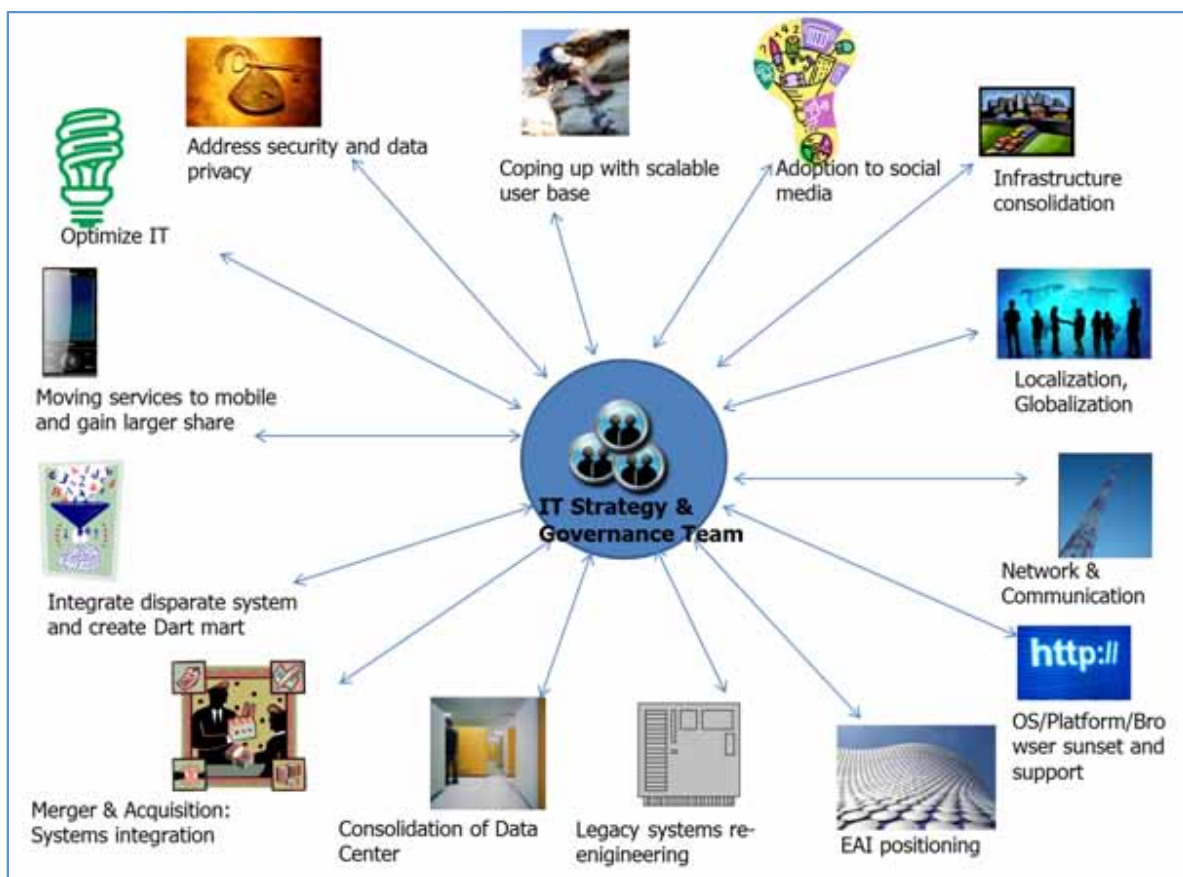 Address security and data
privacy
Coping up with scalable
user base
Adoption to social
media
Infrastructure
consolidation
Optimize IT
Localization,
Globalization
Moving services to mobile
and gain larger share
IT Strategy &
Governance Team
Network &
Communication
Integrate disparate system
and create Dart mart
http://
OS/Platform/Bro
wser sunset and
support
Merger & Acquisition:
Systems integration
Consolidation of Data
Center
Legacy systems re-
enigineering
EAI positioning